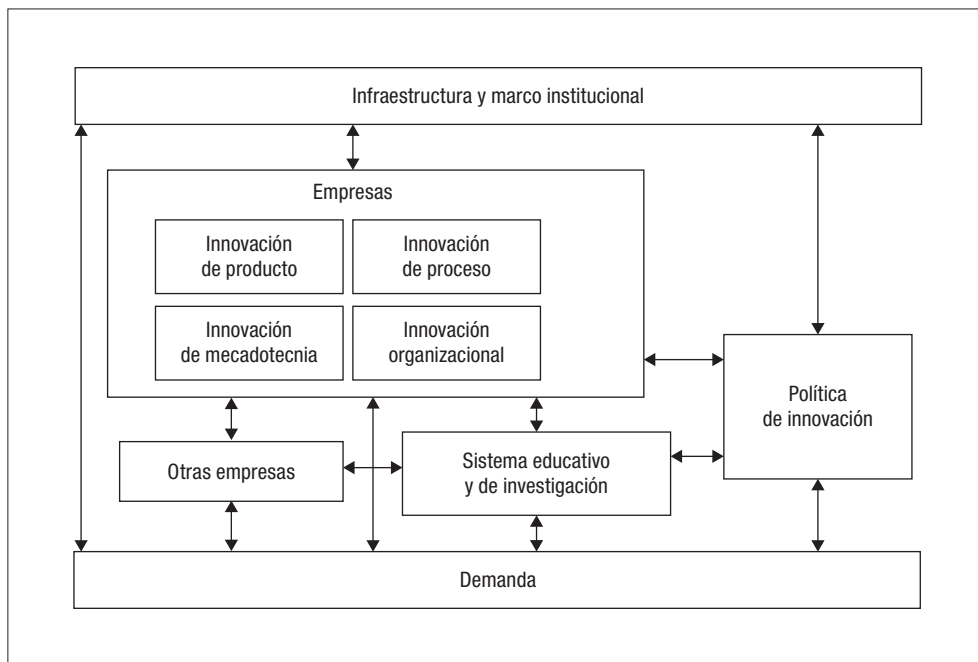 Infraestructura y marco institucional
Empresas
Innovación
de producto
Innovación
de proceso
Innovación
de mecadotecnia
Innovación
organizacional
Política
de innovación
Otras empresas
Sistema educativo
y de investigación
Demanda